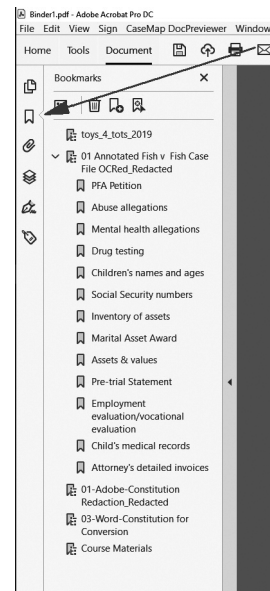 Binder1.pdf - Adobe Acrobat Pro DC
File Edit View Sign CaseMap DocPreviewer Window
Home Tools Document
Bookmarks
toys_4_tots_2019
01 Annotated Fish v Fish Case
File OCRed_Redacted
PFA Petition
Abuse allegations
Mental health allegations
Drug testing
Children's names and ages
Social Security numbers
Inventory of assets
Marital Asset Award
Assets & values
Pre-trial Statement
Employment
evaluation/vocational
evaluation
Child's medical records
Attorney's detailed invoices
01-Adobe-Constitution
Redaction_Redacted
03-Word-Constitution for
Conversion
Course Materials